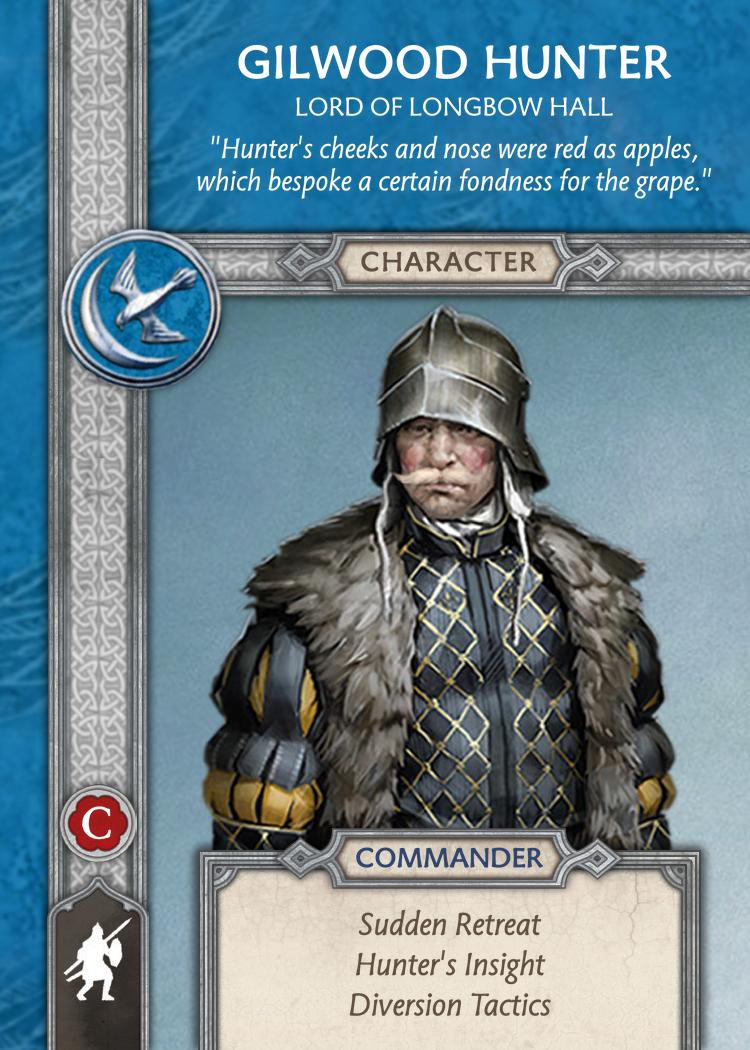 GILWOOD HUNTER
LORD OF LONGBOW HALL
"Hunter's cheeks and nose were red as apples,
which bespoke a certain fondness for the grape."
CHARACTER
C
COMMANDER
Sudden Retreat
Hunter's Insight
Diversion Tactics